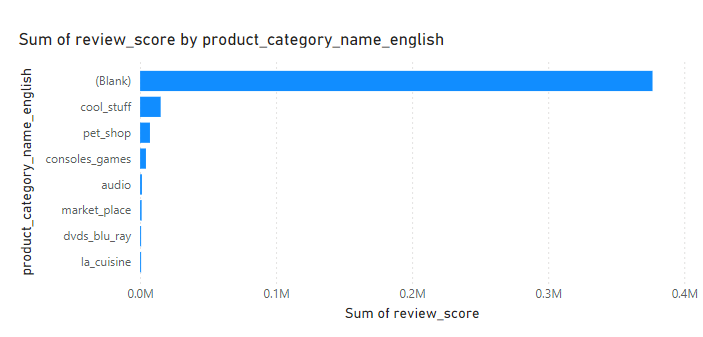 Sum of review_score by product_category_name_english
product_category_name_english
(Blank)
cool_stuff
pet_shop
consoles_games
audio
market_place
dvds_blu_ray
la_cuisine
0.0M 0.1M 0.2M 0.3M 0.4M
Sum of review_score